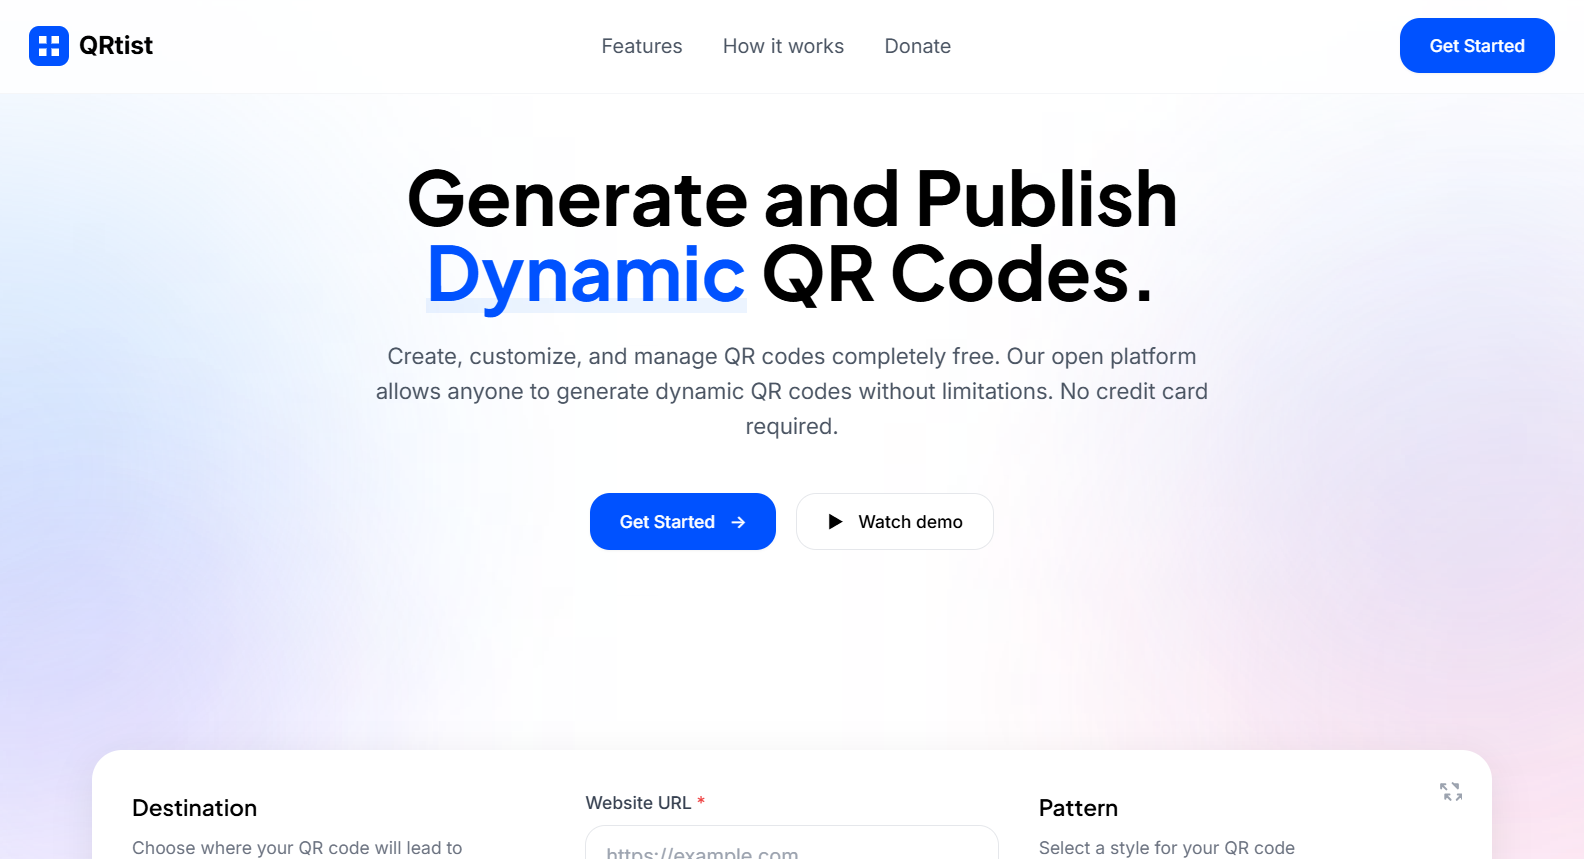 QRtist
Features
How it works
Donate
Get Started
Generate and Publish
Dynamic QR Codes.
Create, customize, and manage QR codes completely free. Our open platform
allows anyone to generate dynamic QR codes without limitations. No credit card
required.
Get Started
Watch demo
Destination
Choose where your QR code will lead to
Website URL *
https://example.com
Pattern
Select a style for your QR code